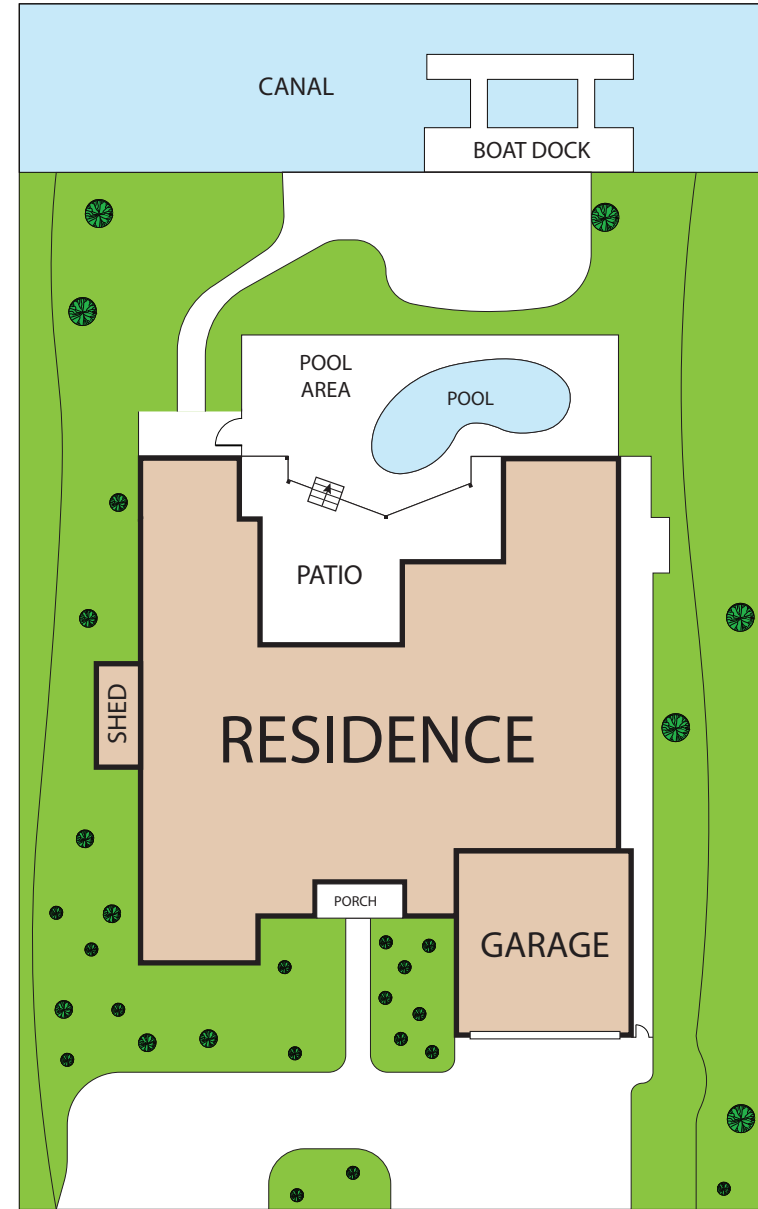 CANAL
BOAT DOCK
POOL
AREA
POOL
PATIO
SHED
RESIDENCE
PORCH
GARAGE